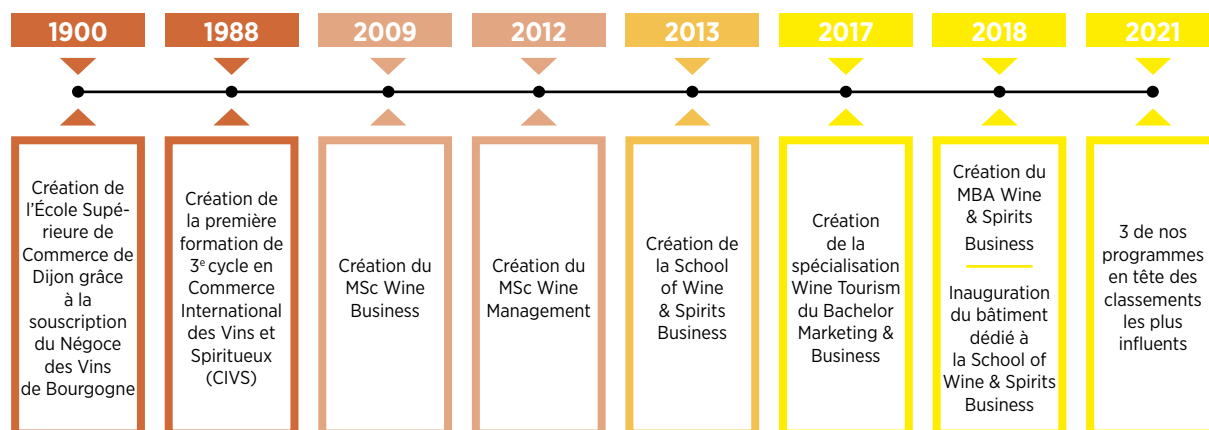 1900
1988
2009
2012
2013
2017
2018
2021
Création de
l'École Supé-
rieure de
Commerce de
Dijon grâce
à la
souscription
du Négoce
des Vins
de Bourgogne
Création de
la première
formation de
3e cycle en
Commerce
International
des Vins et
Spiritueux
(CIVS)
Création du
MSc Wine
Business
Création du
MSc Wine
Management
Création de
la School
of Wine
& Spirits
Business
Création
de la
spécialisation
Wine Tourism
du Bachelor
Marketing &
Business
Création du
MBA Wine
& Spirits
Business
Inauguration
du bâtiment
dédié à
la School of
Wine & Spirits
Business
3 de nos
programmes
en tête des
classements
les plus
influents